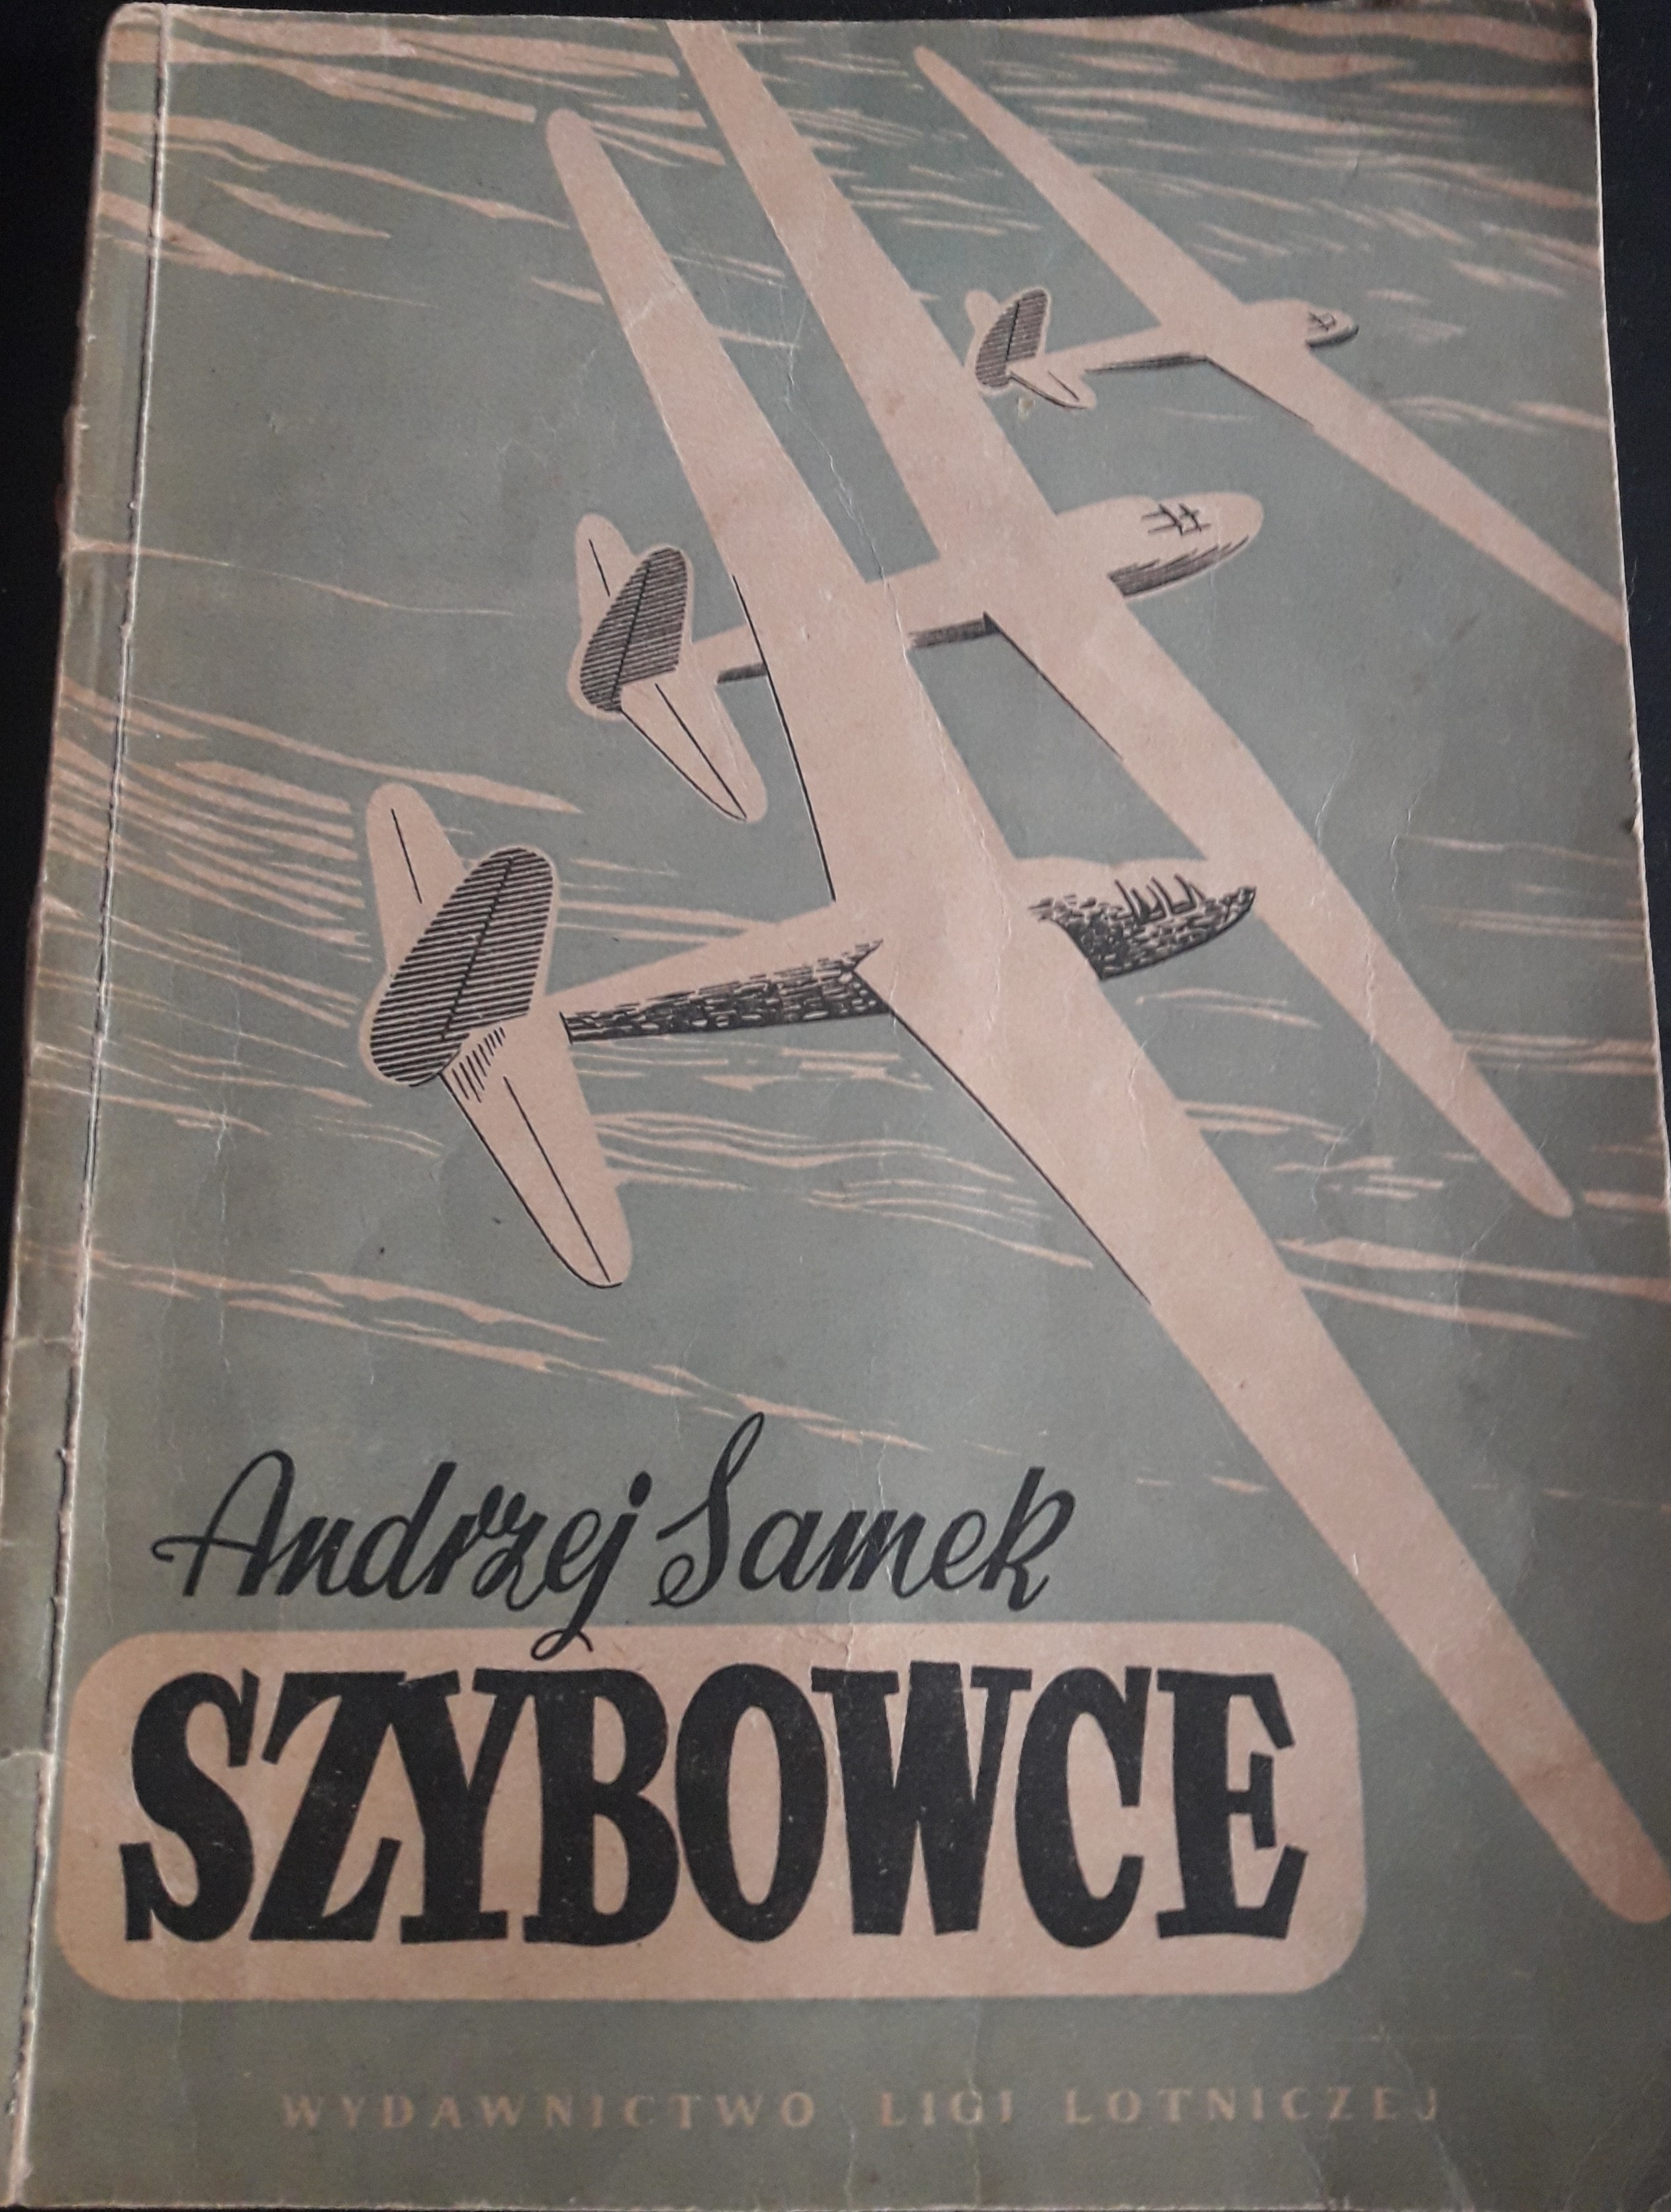 Andrzej Samek
SZYBOWCE
WYDAWNICTWO LIGI LOTNICZEJ